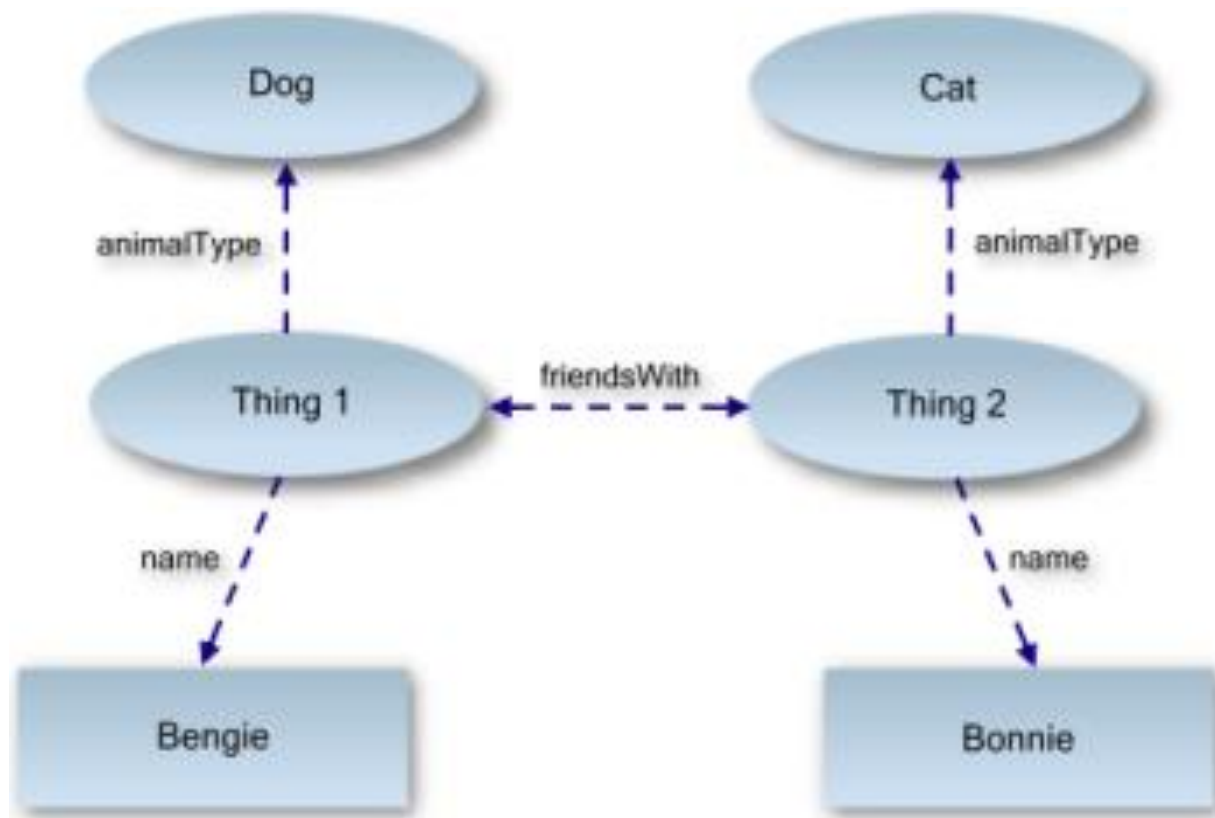 Dog
Cat
animalType
animalType
Thing 1
friendsWith
Thing 2
name
name
Bengie
Bonnie